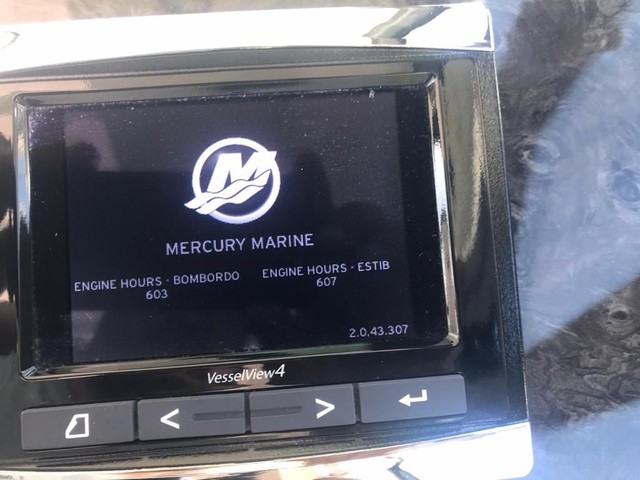 MERCURY MARINE
ENGINE HOURS - BOMBORDO
603
ENGINE HOURS - ESTIB
607
2.0.43.307
VesselView4